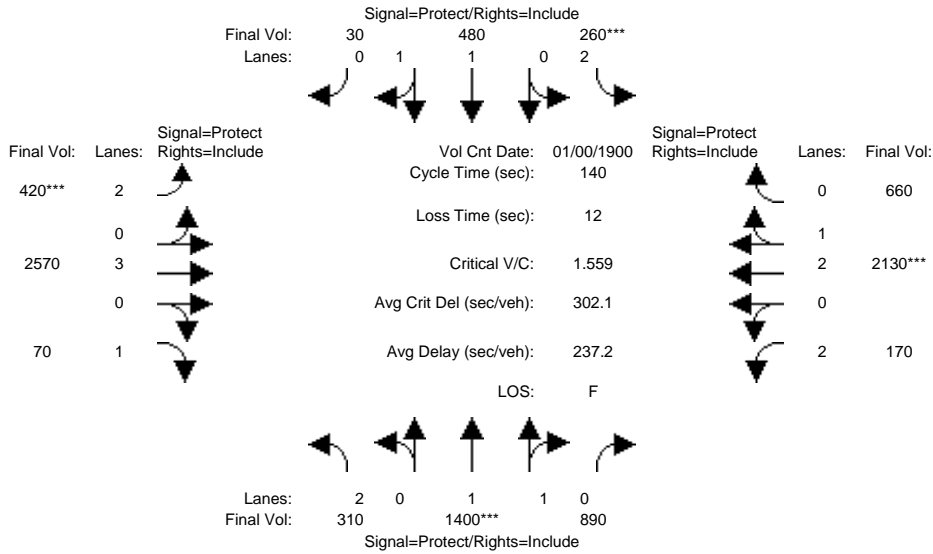 Signal=Protect/Rights=Include
Final Vol: 30 480 260***
Lanes: 0 1 1 0 2
Signal=Protect Signal=Protect
Final Vol: Lanes: Rights=Include Vol Cnt Date: 01/00/1900 Rights=Include Lanes: Final Vol:
Cycle Time (sec): 140
420*** 2 0 660
Loss Time (sec): 12
0 1
2570 3 Critical V/C: 1.559 2 2130***
0 Avg Crit Del (sec/veh): 302.1 0
70 1 Avg Delay (sec/veh): 237.2 2 170
LOS: F
Lanes: 2 0 1 1 0
Final Vol: 310 1400*** 890
Signal=Protect/Rights=Include